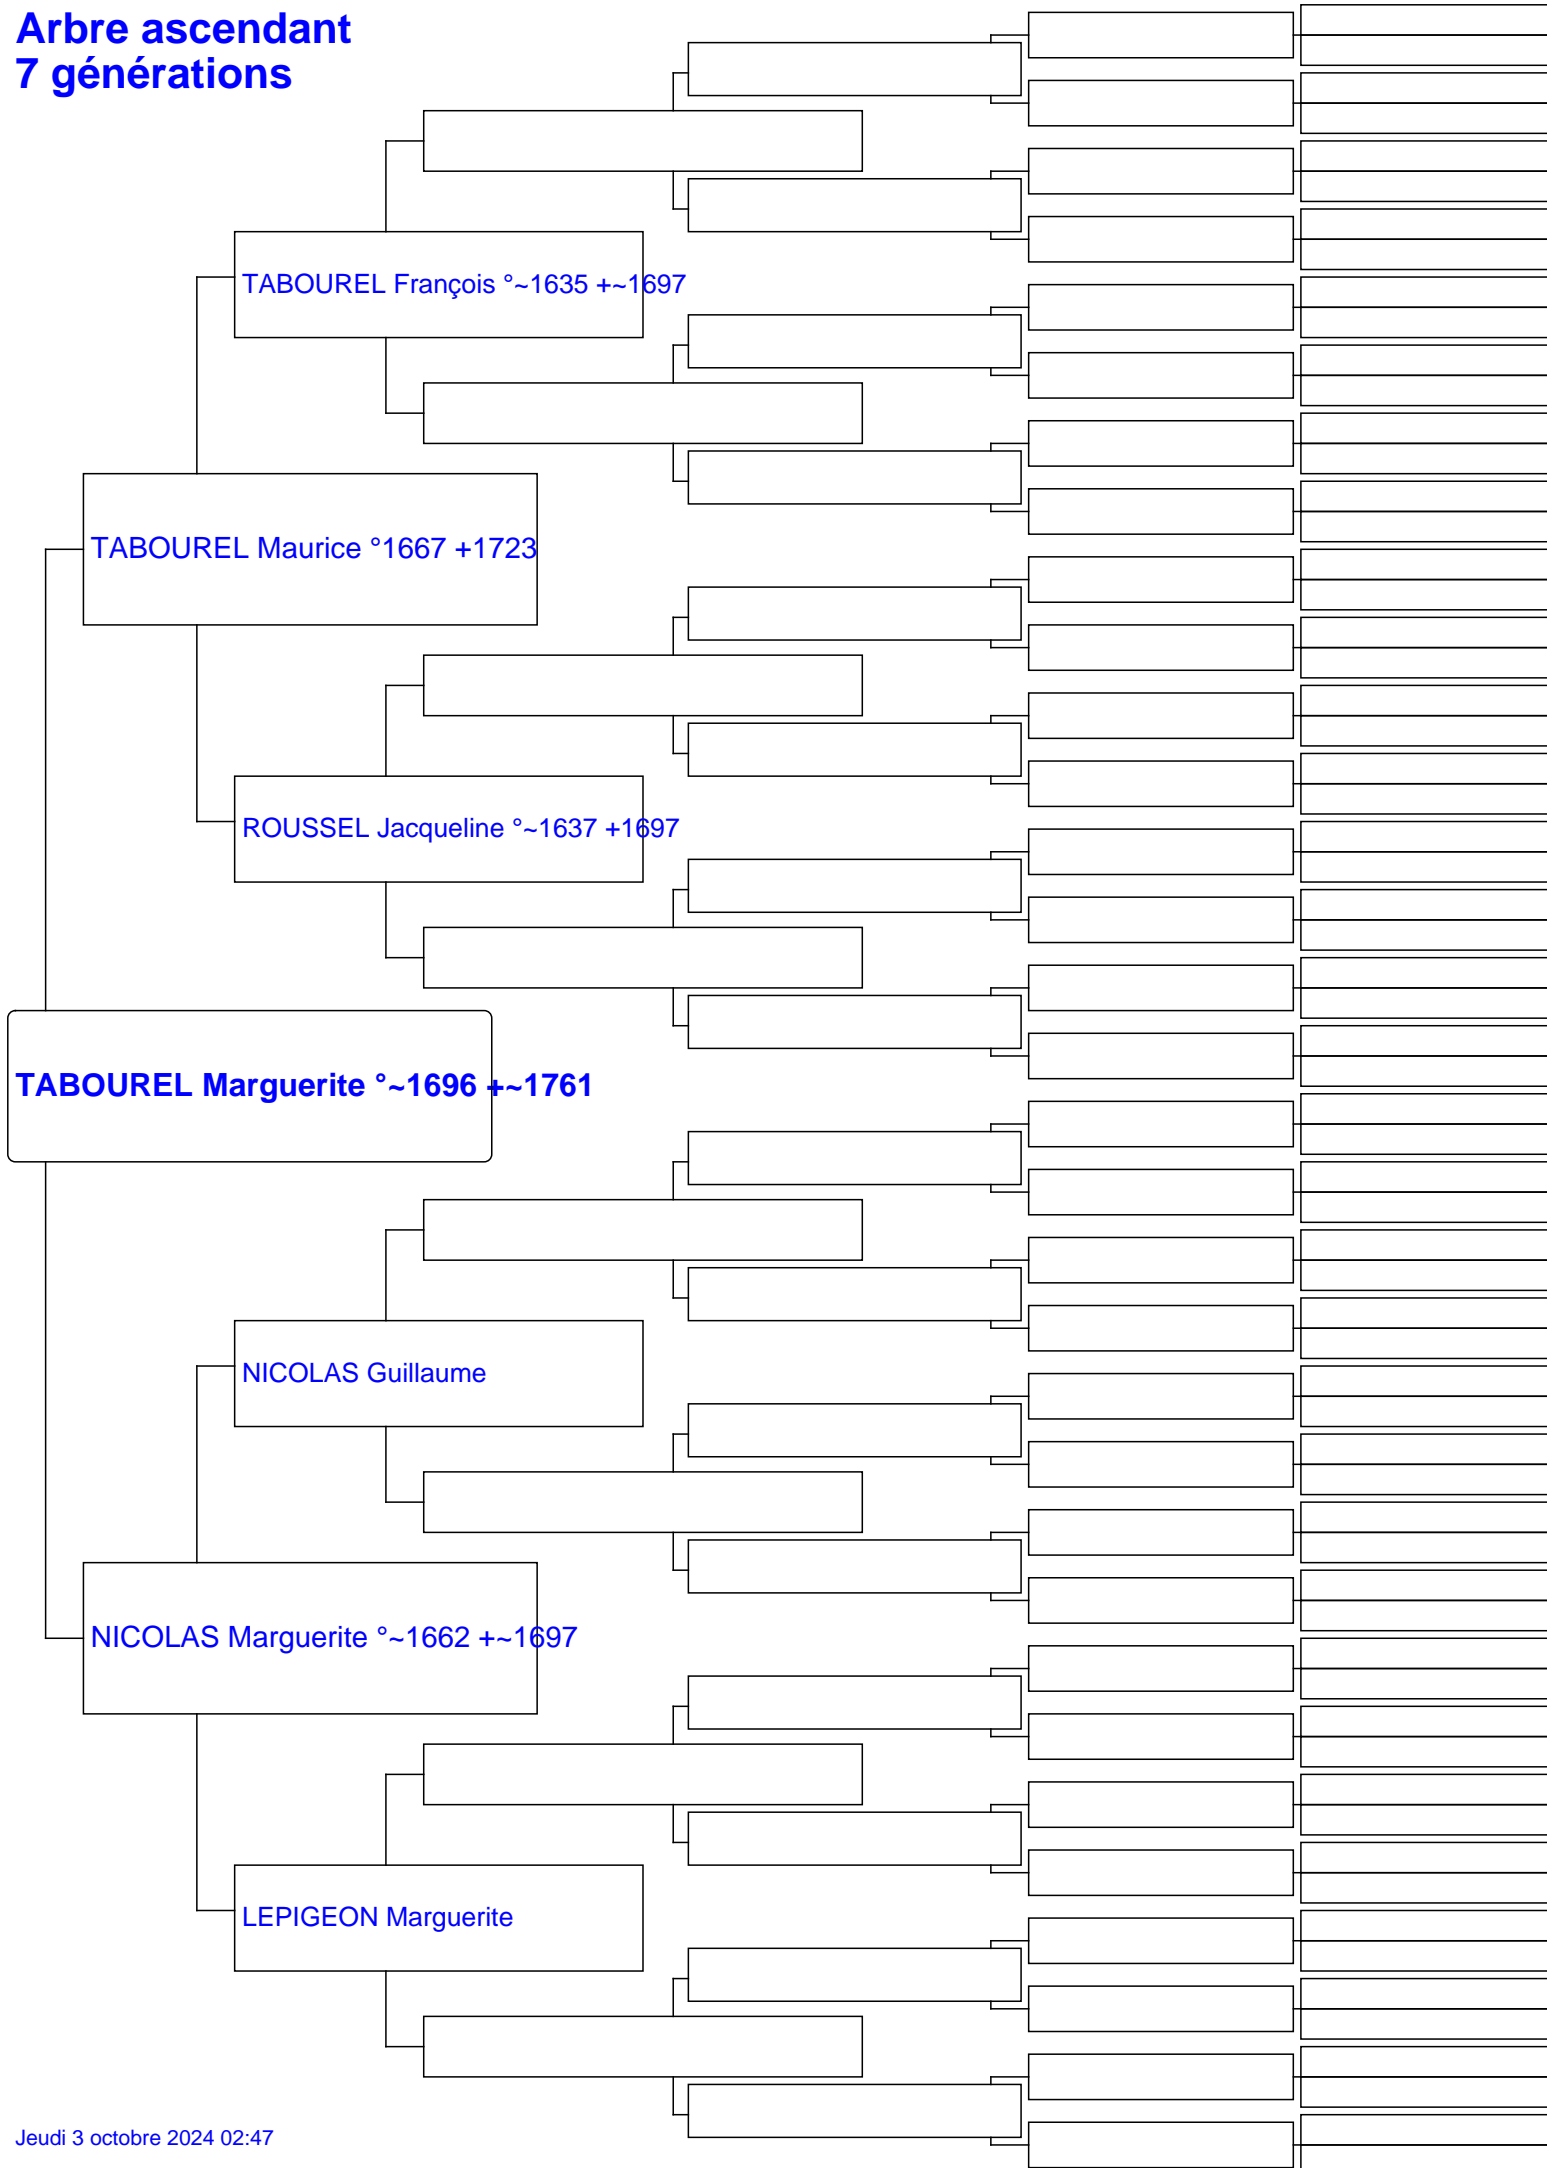 Arbre ascendant
7 générations
TABOUREL François °~1635 +~1697
TABOUREL Maurice °1667 +1723
ROUSSEL Jacqueline °~1637 +1697
TABOUREL Marguerite °~1696 +~1761
NICOLAS Guillaume
NICOLAS Marguerite °~1662 +~1697
LEPIGEON Marguerite
Jeudi 3 octobre 2024 02:47